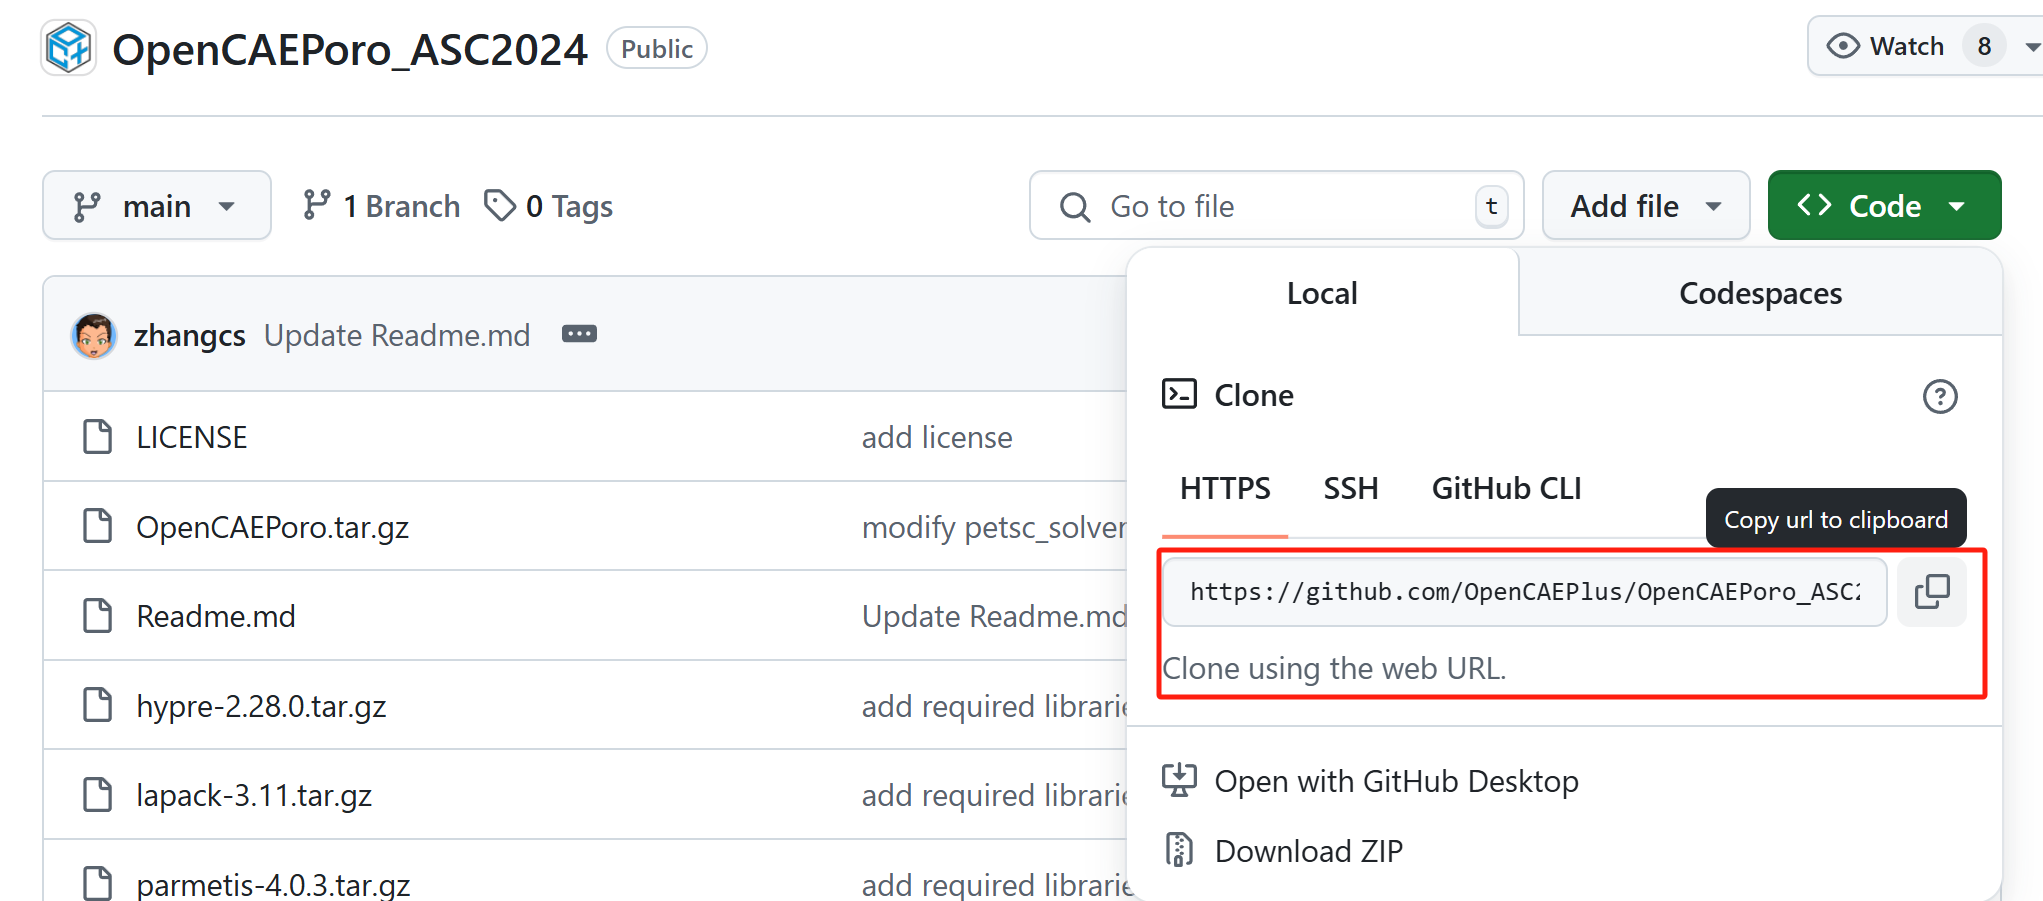 OpenCAEPoro_ASC2024 Public
Watch 8
main 1 Branch 0 Tags
Go to file t Add file Code
Local Codespaces
zhangcs Update Readme.md
Clone
LICENSE add license
HTTPS SSH GitHub CLI
Copy url to clipboard
OpenCAEPoro.tar.gz modify petsc_solver
https://github.com/OpenCAEPlus/OpenCAEPoro_ASC2
Readme.md Update Readme.md
Clone using the web URL.
hypre-2.28.0.tar.gz add required librarie
Open with GitHub Desktop
lapack-3.11.tar.gz add required librarie
Download ZIP
parmetis-4.0.3.tar.gz add required librarie